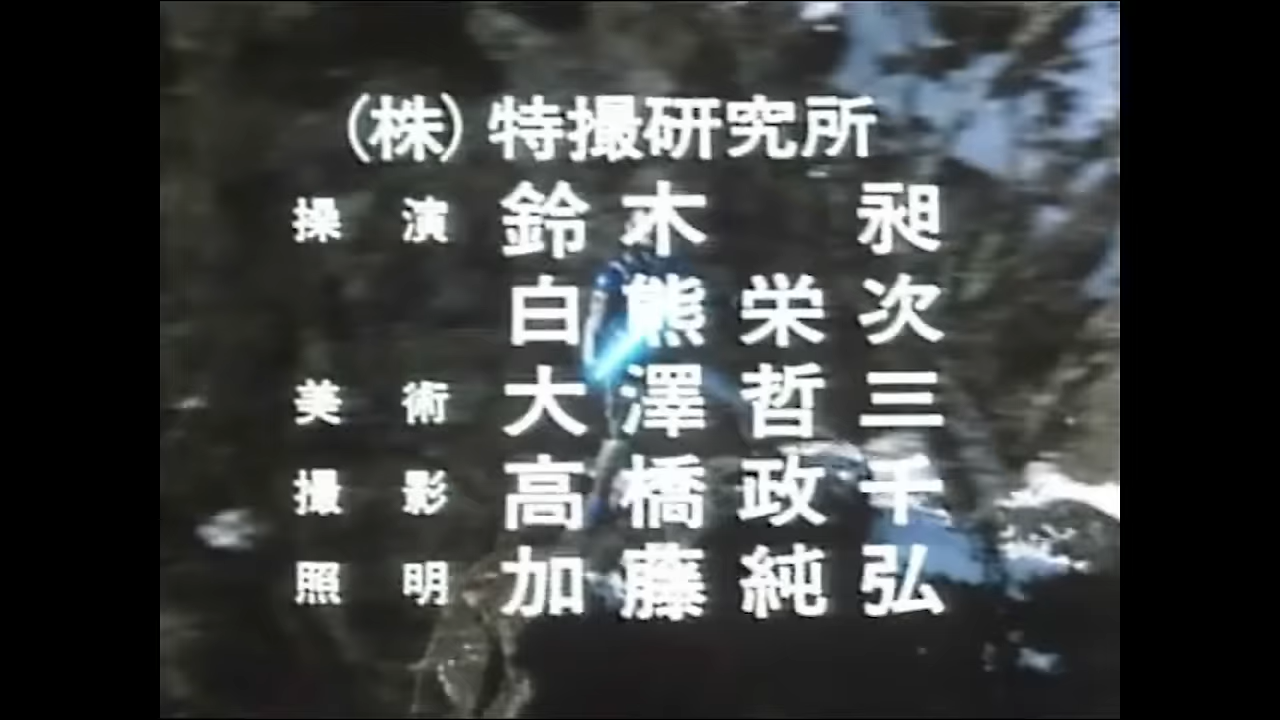 (株)特撮研究所
操演 鈴木 昶
白熊栄次
美術 大澤哲三
撮影 高橋政千
照明 加藤純弘